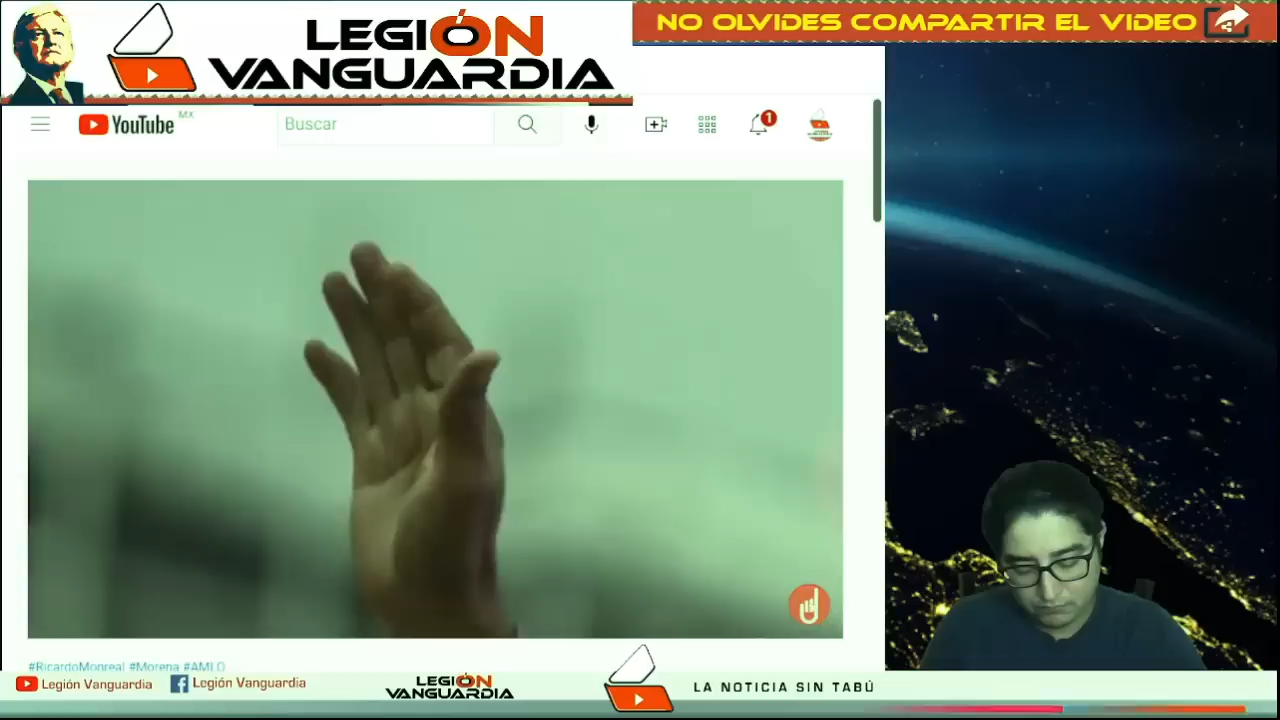 LEGIÓN
VANGUARDIA
NO OLVIDES COMPARTIR EL VIDEO
YouTube MX
Buscar
1
#RicardoMonreal #Morena #AMLO
Legión Vanguardia
Legión Vanguardia
LEGIÓN
VANGUARDIA
LA NOTICIA SIN TABÚ